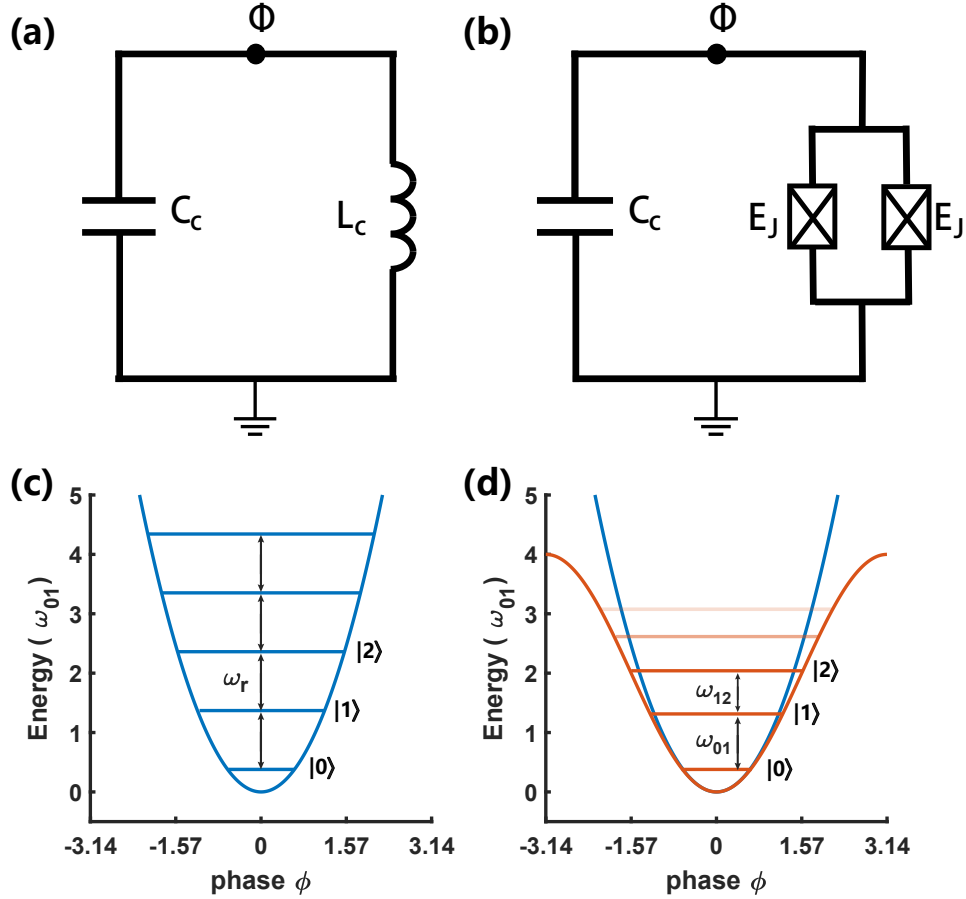 (a)
Φ
C_c
L_c
(b)
Φ
C_c
E_J
E_J
(c)
Energy ( ω_01)
5
4
3
2
1
0
|2⟩
ω_r
|1⟩
|0⟩
-3.14
-1.57
0
1.57
3.14
phase ϕ
(d)
Energy ( ω_01)
5
4
3
2
1
0
|2⟩
ω_12
|1⟩
ω_01
|0⟩
-3.14
-1.57
0
1.57
3.14
phase ϕ